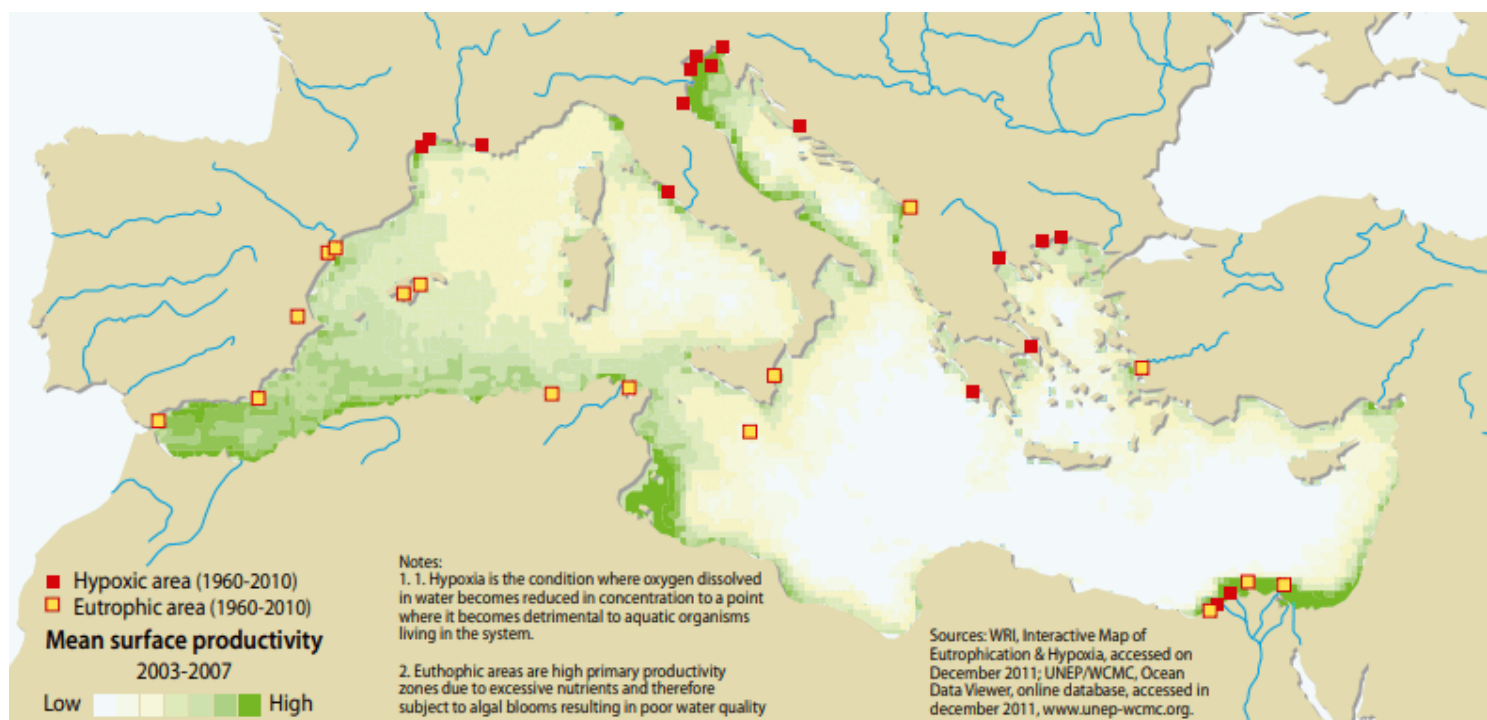 Hypoxic area (1960-2010)
Eutrophic area (1960-2010)
Mean surface productivity
2003-2007
Low High
Notes:
1. 1. Hypoxia is the condition where oxygen dissolved
in water becomes reduced in concentration to a point
where it becomes detrimental to aquatic organisms
living in the system.
2. Euthophic areas are high primary productivity
zones due to excessive nutrients and therefore
subject to algal blooms resulting in poor water quality
Sources: WRI, Interactive Map of
Eutrophication & Hypoxia, accessed on
December 2011; UNEP/WCMC, Ocean
Data Viewer, online database, accessed in
december 2011, www.unep-wcmc.org.